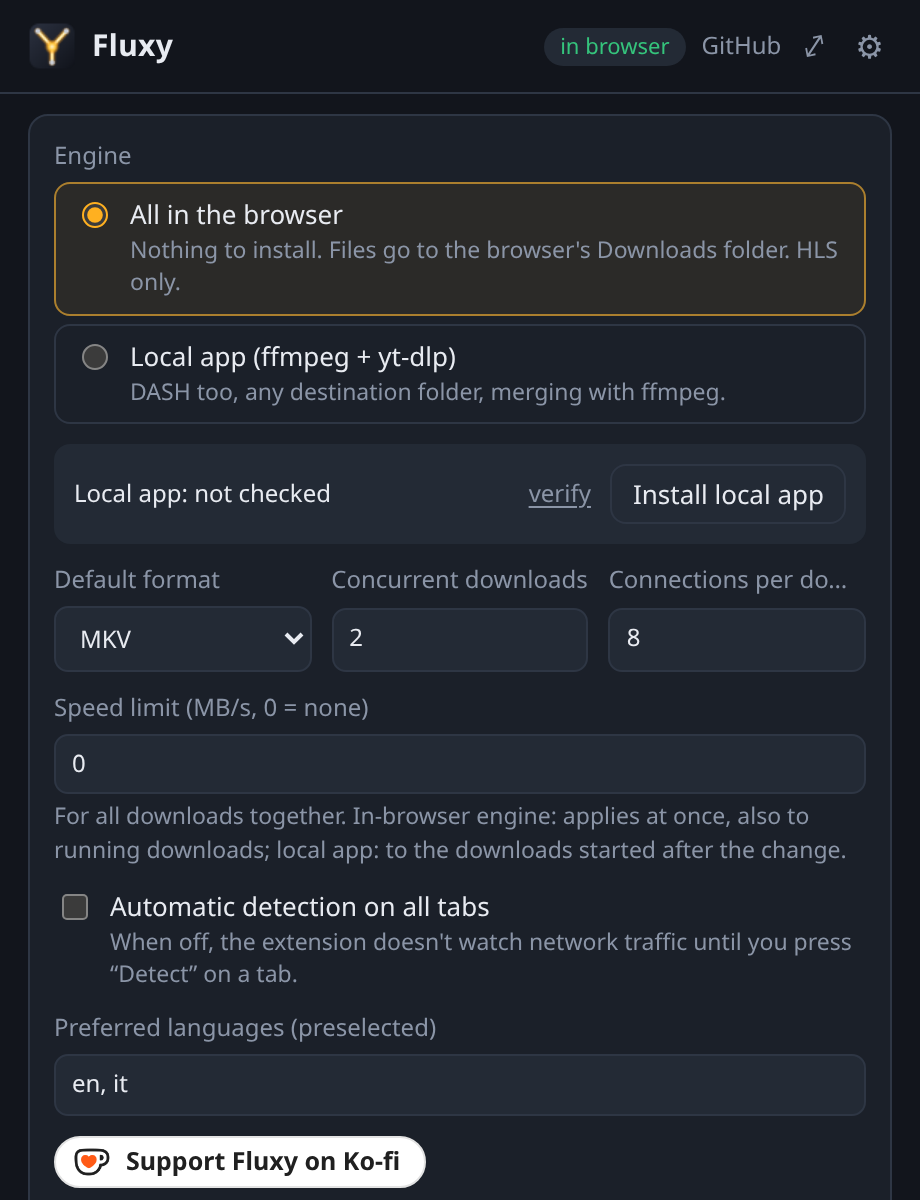 Fluxy
in browser GitHub
Engine
All in the browser
Nothing to install. Files go to the browser's Downloads folder. HLS
only.
Local app (ffmpeg + yt-dlp)
DASH too, any destination folder, merging with ffmpeg.
Local app: not checked verify Install local app
Default format Concurrent downloads Connections per do...
MKV 2 8
Speed limit (MB/s, 0 = none)
0
For all downloads together. In-browser engine: applies at once, also to
running downloads; local app: to the downloads started after the change.
Automatic detection on all tabs
When off, the extension doesn't watch network traffic until you press
“Detect” on a tab.
Preferred languages (preselected)
en, it
Support Fluxy on Ko-fi